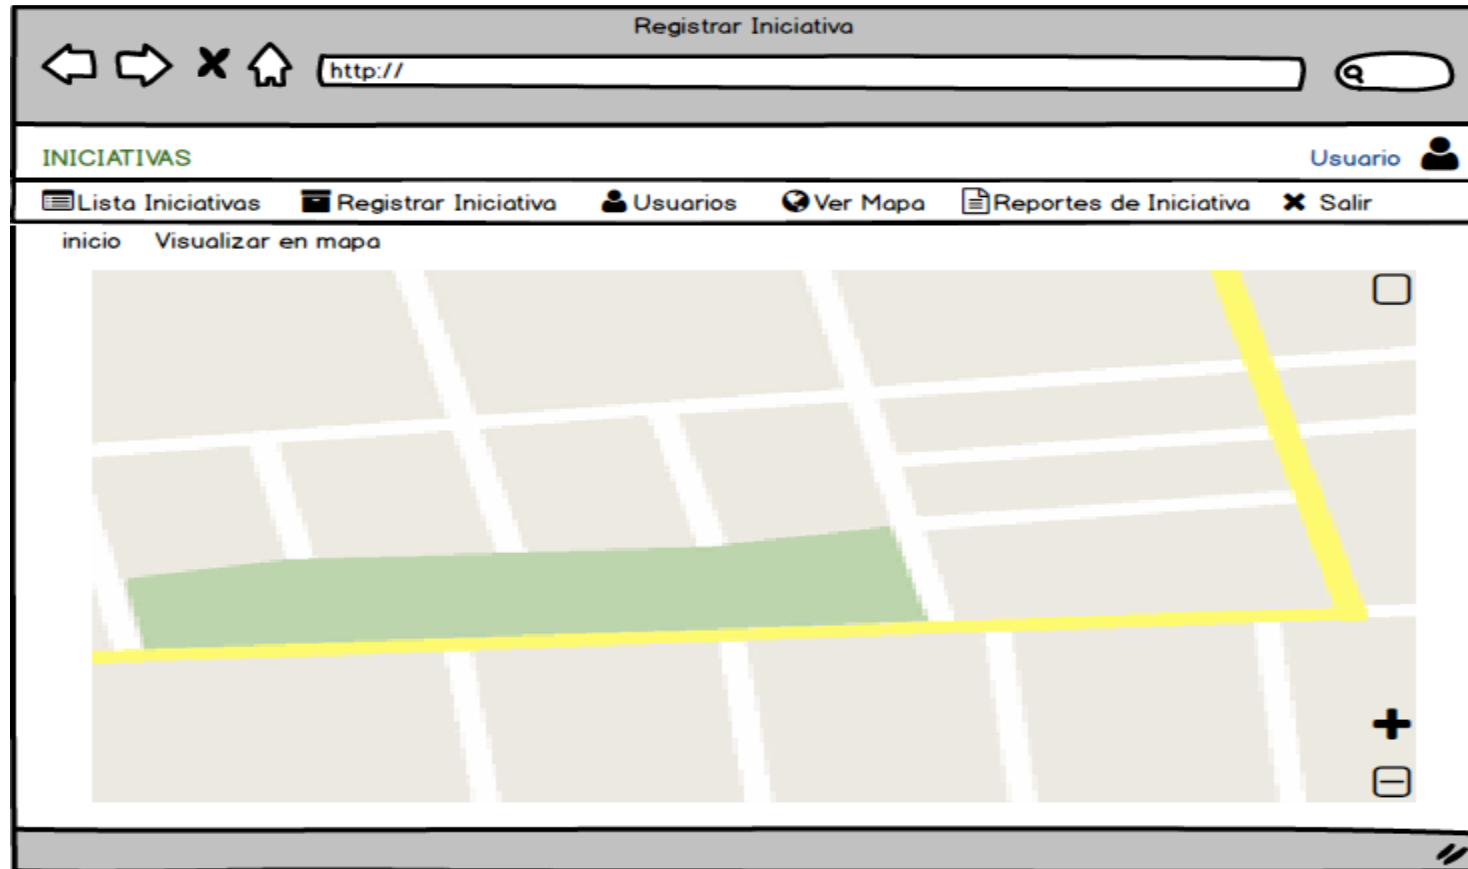 Registrar Iniciativa
http://
INICIATIVAS Usuario
Lista Iniciativas Registrar Iniciativa Usuarios Ver Mapa Reportes de Iniciativa Salir
inicio Visualizar en mapa